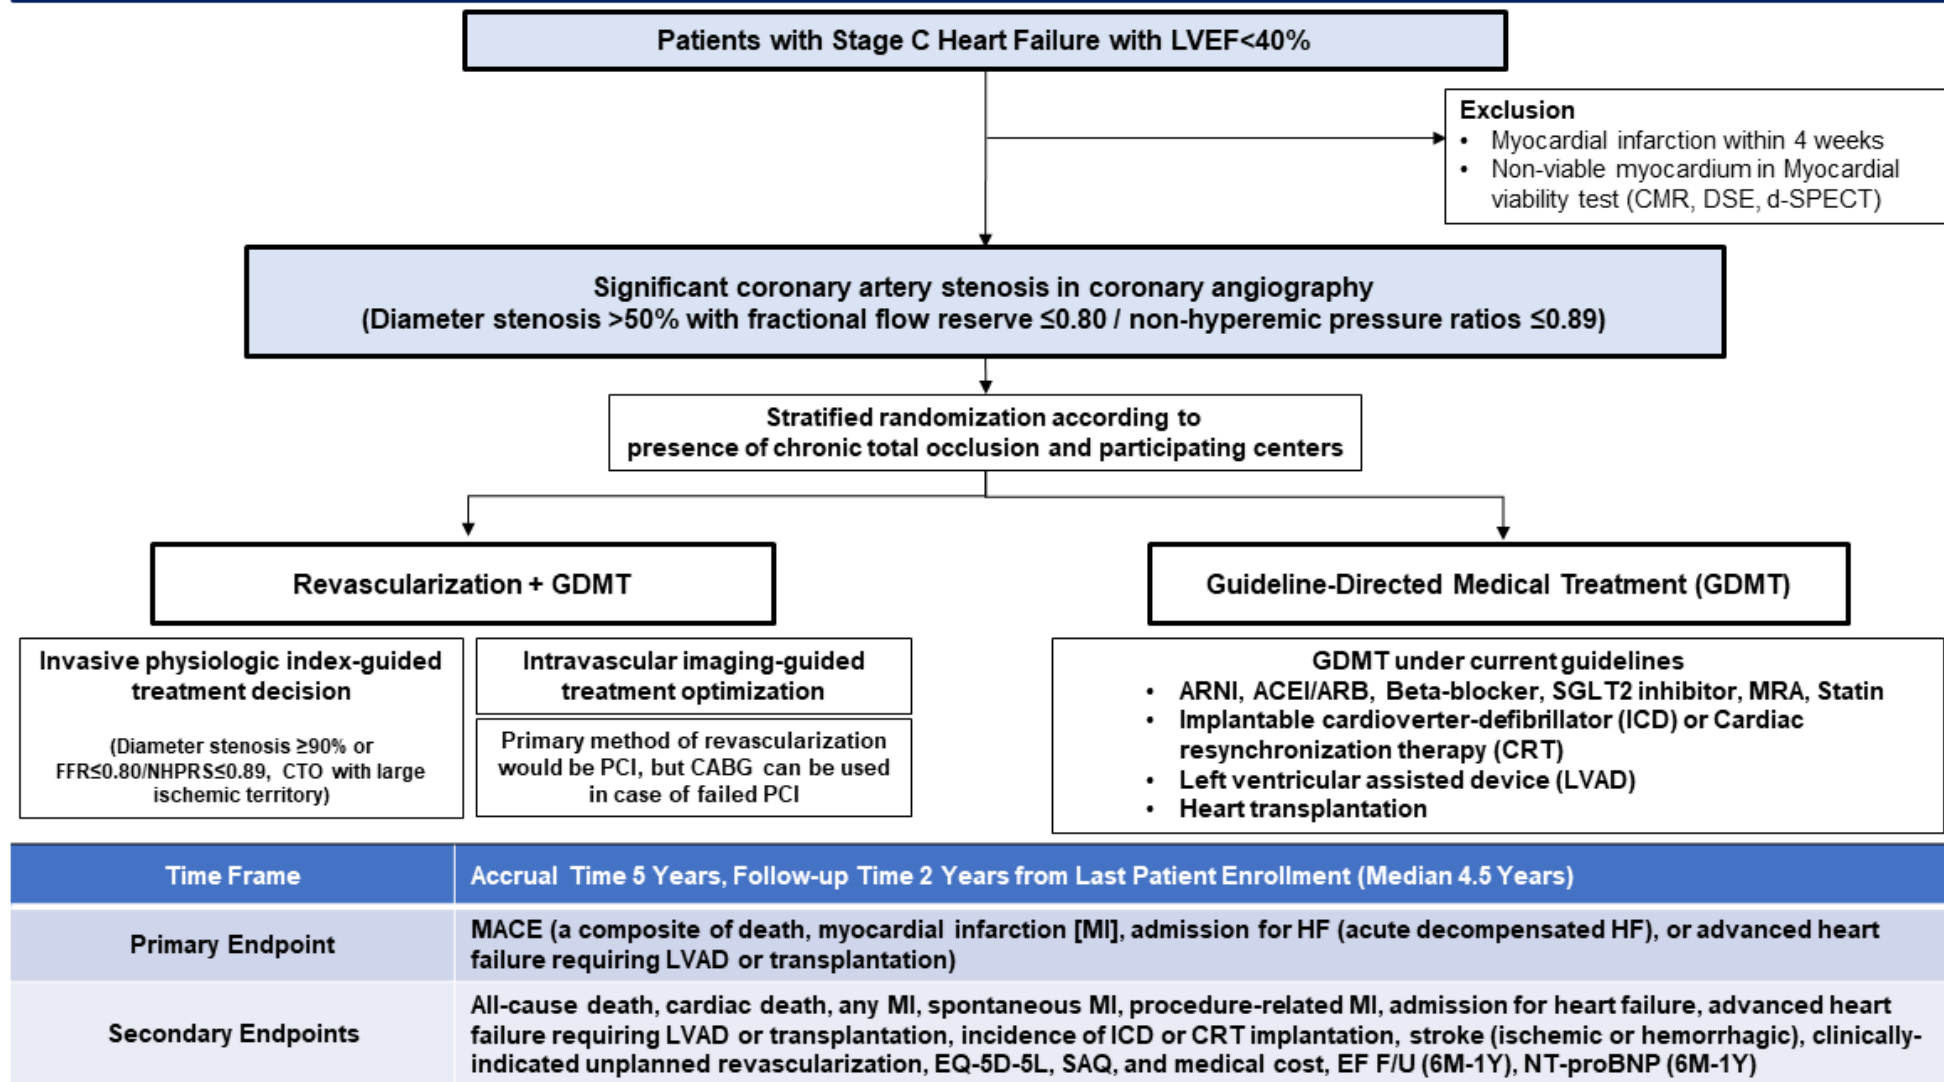 Patients with Stage C Heart Failure with LVEF<40%
Exclusion
• Myocardial infarction within 4 weeks
• Non-viable myocardium in Myocardial
viability test (CMR, DSE, d-SPECT)
Significant coronary artery stenosis in coronary angiography
(Diameter stenosis >50% with fractional flow reserve ≤0.80 / non-hyperemic pressure ratios ≤0.89)
Stratified randomization according to
presence of chronic total occlusion and participating centers
Revascularization + GDMT
Guideline-Directed Medical Treatment (GDMT)
Invasive physiologic index-guided
treatment decision
(Diameter stenosis ≥90% or
FFR≤0.80/NHPRS≤0.89, CTO with large
ischemic territory)
Intravascular imaging-guided
treatment optimization
Primary method of revascularization
would be PCI, but CABG can be used
in case of failed PCI
GDMT under current guidelines
• ARNI, ACEI/ARB, Beta-blocker, SGLT2 inhibitor, MRA, Statin
• Implantable cardioverter-defibrillator (ICD) or Cardiac
resynchronization therapy (CRT)
• Left ventricular assisted device (LVAD)
• Heart transplantation
Time Frame
Accrual Time 5 Years, Follow-up Time 2 Years from Last Patient Enrollment (Median 4.5 Years)
Primary Endpoint
MACE (a composite of death, myocardial infarction [MI], admission for HF (acute decompensated HF), or advanced heart
failure requiring LVAD or transplantation)
Secondary Endpoints
All-cause death, cardiac death, any MI, spontaneous MI, procedure-related MI, admission for heart failure, advanced heart
failure requiring LVAD or transplantation, incidence of ICD or CRT implantation, stroke (ischemic or hemorrhagic), clinically-
indicated unplanned revascularization, EQ-5D-5L, SAQ, and medical cost, EF F/U (6M-1Y), NT-proBNP (6M-1Y)